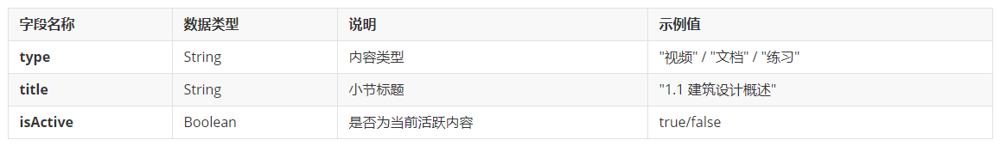 字段名称 数据类型 说明 示例值
type String 内容类型 "视频" / "文档" / "练习"
title String 小节标题 "1.1 建筑设计概述"
isActive Boolean 是否为当前活跃内容 true/false